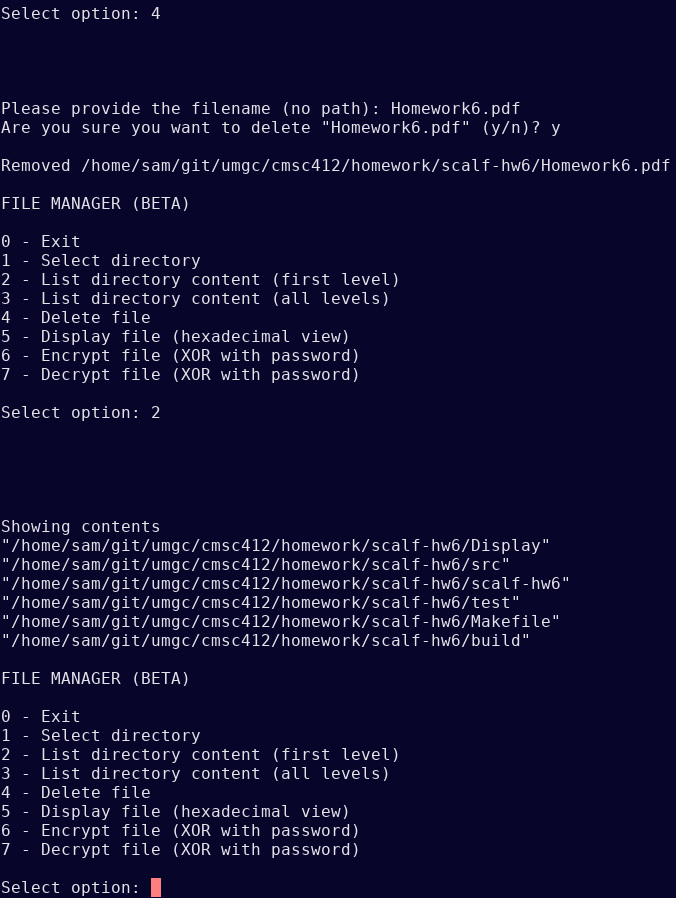 Select option: 4
Please provide the filename (no path): Homework6.pdf
Are you sure you want to delete "Homework6.pdf" (y/n)? y
Removed /home/sam/git/umgc/cmsc412/homework/scalf-hw6/Homework6.pdf
FILE MANAGER (BETA)
0 - Exit
1 - Select directory
2 - List directory content (first level)
3 - List directory content (all levels)
4 - Delete file
5 - Display file (hexadecimal view)
6 - Encrypt file (XOR with password)
7 - Decrypt file (XOR with password)
Select option: 2
Showing contents
"/home/sam/git/umgc/cmsc412/homework/scalf-hw6/Display"
"/home/sam/git/umgc/cmsc412/homework/scalf-hw6/src"
"/home/sam/git/umgc/cmsc412/homework/scalf-hw6/scalf-hw6"
"/home/sam/git/umgc/cmsc412/homework/scalf-hw6/test"
"/home/sam/git/umgc/cmsc412/homework/scalf-hw6/Makefile"
"/home/sam/git/umgc/cmsc412/homework/scalf-hw6/build"
FILE MANAGER (BETA)
0 - Exit
1 - Select directory
2 - List directory content (first level)
3 - List directory content (all levels)
4 - Delete file
5 - Display file (hexadecimal view)
6 - Encrypt file (XOR with password)
7 - Decrypt file (XOR with password)
Select option: